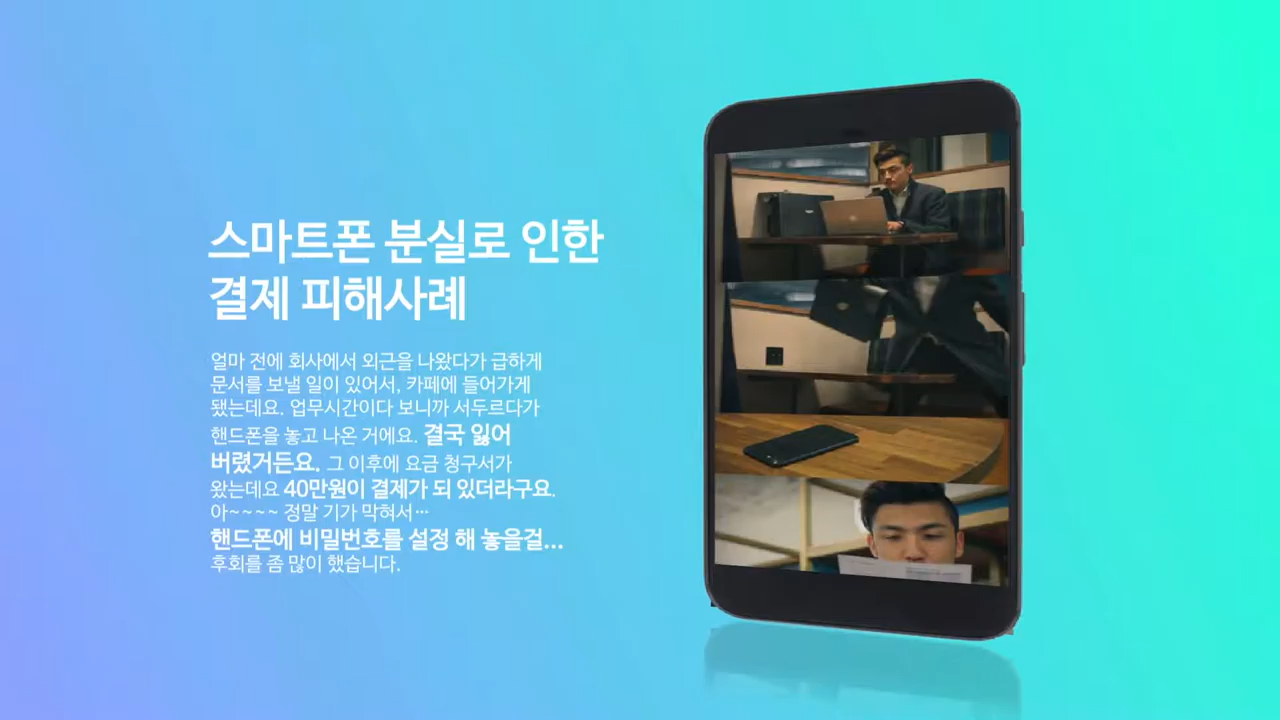 스마트폰 분실로 인한
결제 피해사례
얼마 전에 회사에서 외근을 나왔다가 급하게
문서를 보낼 일이 있어서, 카페에 들어가게
됐는데요. 업무시간이다 보니까 서두르다가
핸드폰을 놓고 나온 거에요. 결국 잃어
버렸거든요. 그 이후에 요금 청구서가
왔는데요 40만원이 결제가 되 있더라구요.
아~~~~ 정말 기가 막혀서…
핸드폰에 비밀번호를 설정 해 놓을걸...
후회를 좀 많이 했습니다.